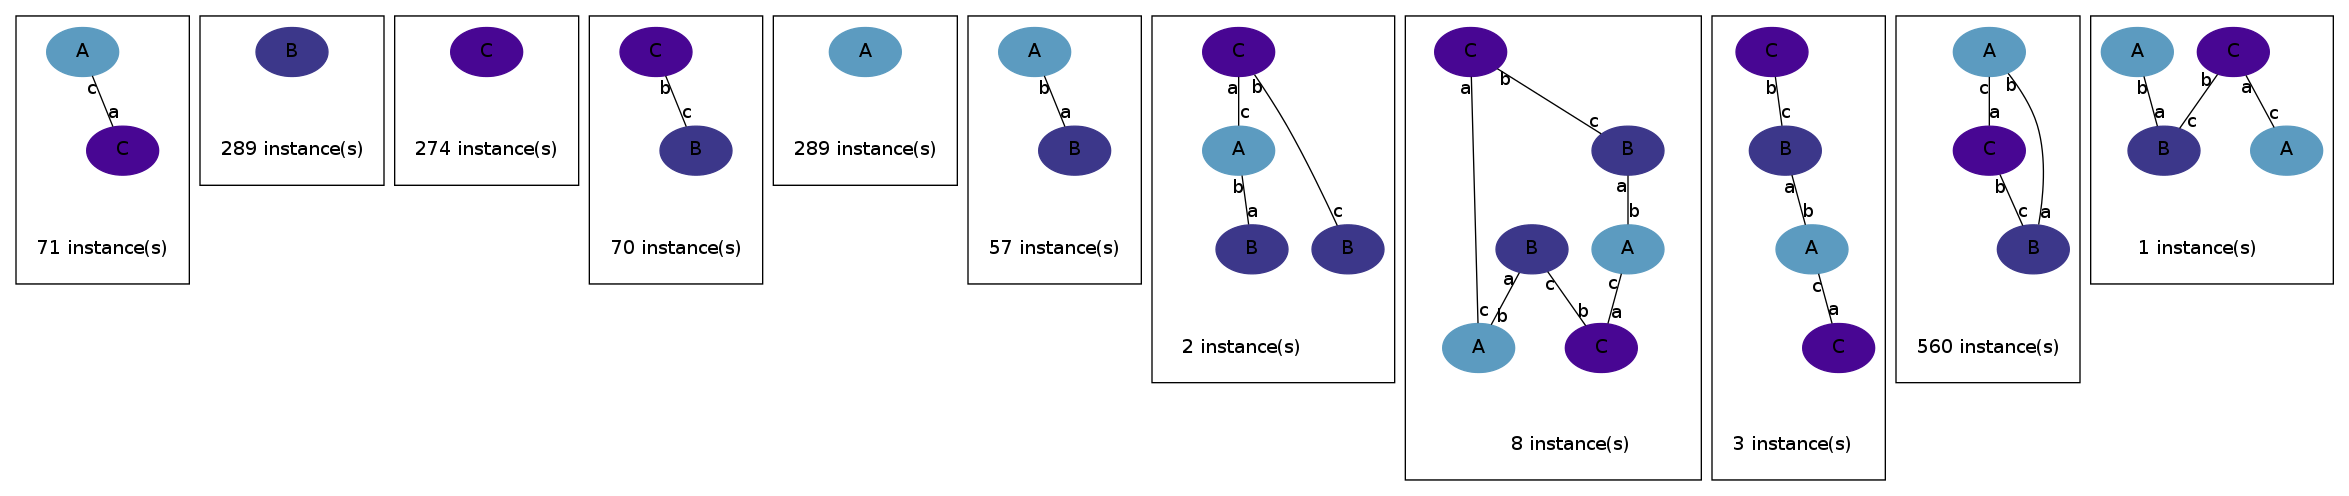 A
c
a
C
71 instance(s)
B
289 instance(s)
C
274 instance(s)
C
b
c
B
70 instance(s)
A
289 instance(s)
A
b
a
B
57 instance(s)
C
a b
c
A
b
a
c
B B
2 instance(s)
C
a
b
c
B
a
b
B A
a
c
c
c
b
b
a
A C
8 instance(s)
C
b
c
B
a
b
A
c
a
C
3 instance(s)
A
c b
a
C
b
c a
B
560 instance(s)
A C
b b a
a c c
B A
1 instance(s)